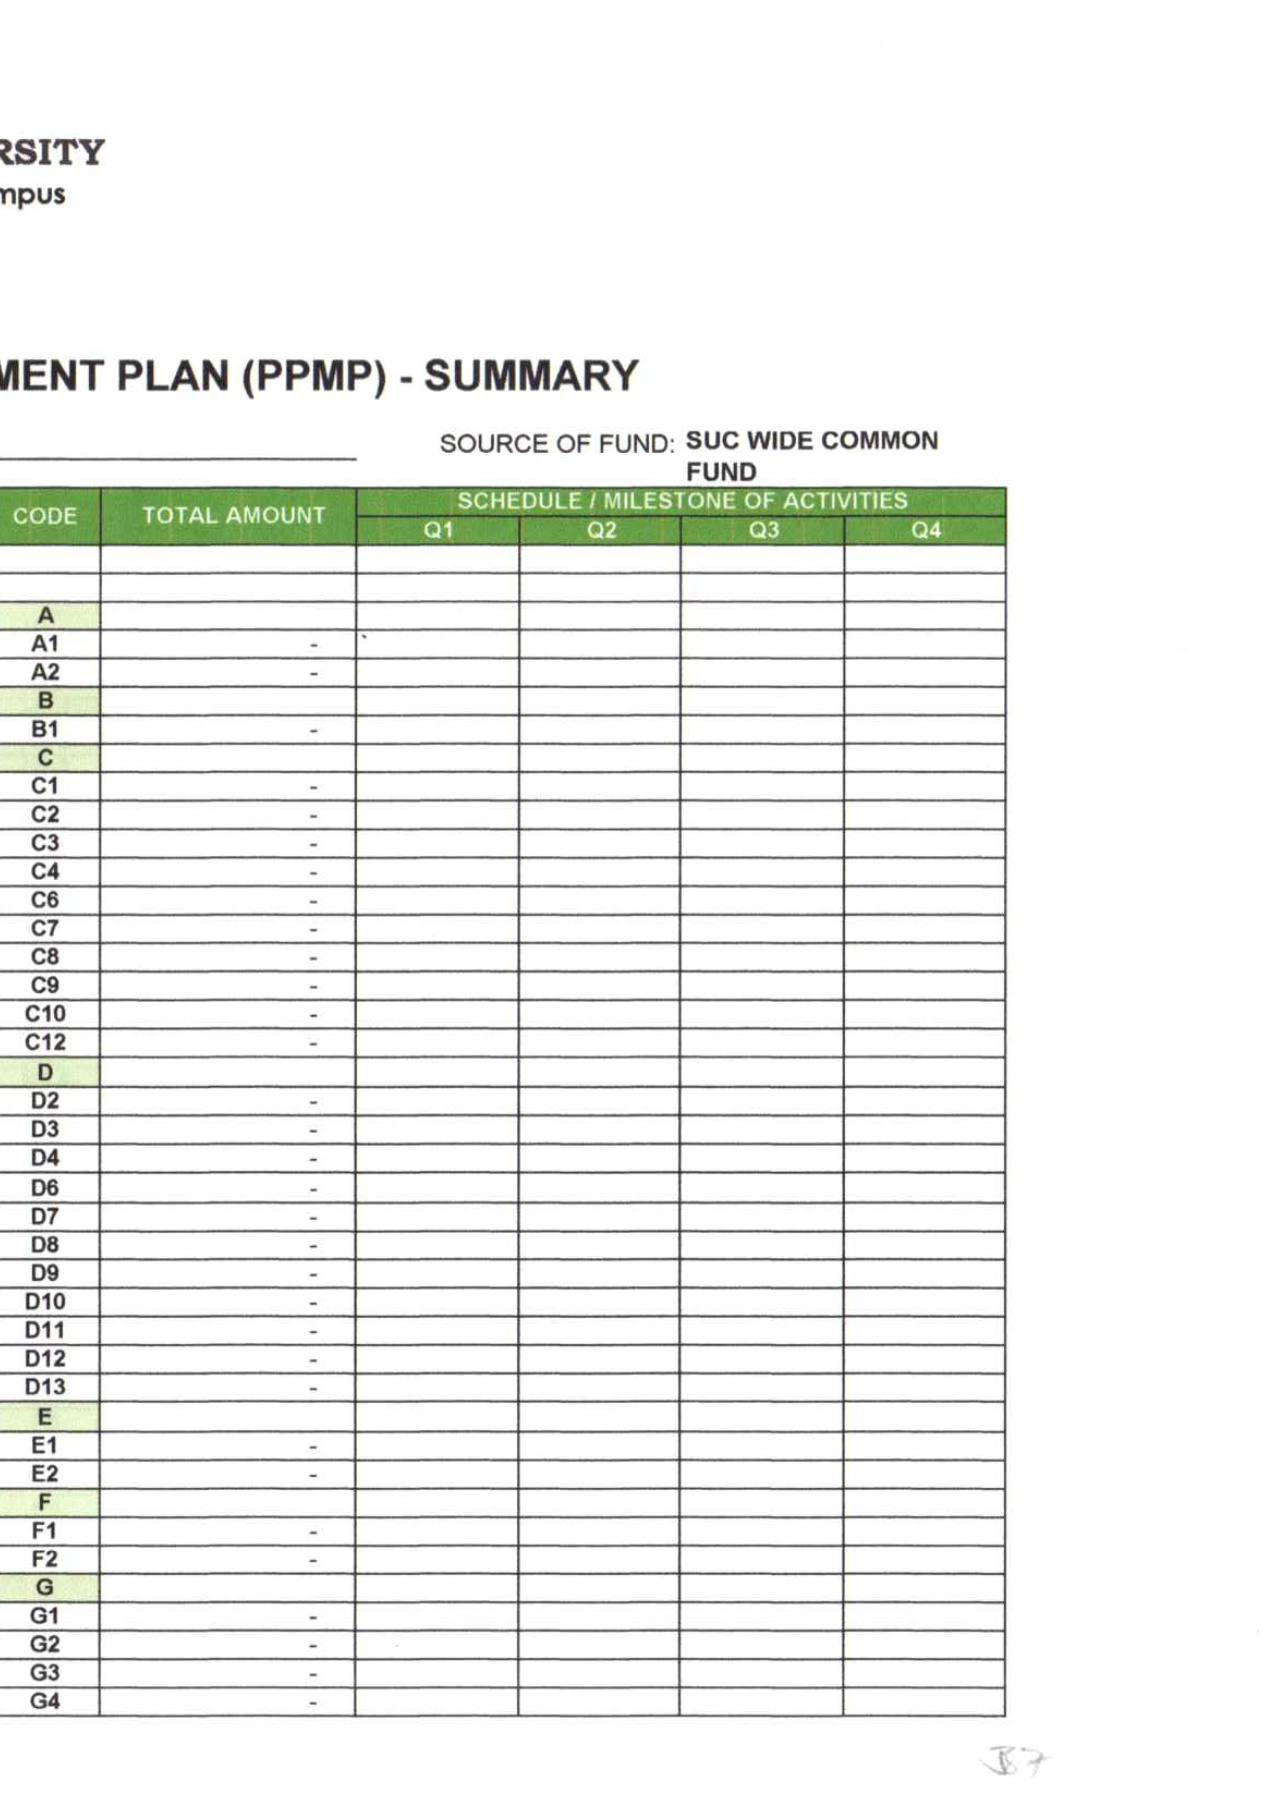 RSITY
mpus
MENT PLAN (PPMP) - SUMMARY
SOURCE OF FUND: SUC WIDE COMMON
FUND
CODE TOTAL AMOUNT SCHEDULE / MILESTONE OF ACTIVITIES
Q1 Q2 Q3 Q4
A
A1 -
A2 -
B
B1 -
C
C1 -
C2 -
C3 -
C4 -
C6 -
C7 -
C8 -
C9 -
C10 -
C12 -
D
D2 -
D3 -
D4 -
D6 -
D7 -
D8 -
D9 -
D10 -
D11 -
D12 -
D13 -
E
E1 -
E2 -
F
F1 -
F2 -
G
G1 -
G2 -
G3 -
G4 -